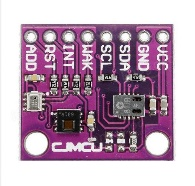 ADD RST INT WAK SCL SDA GND VCC
CJMCU